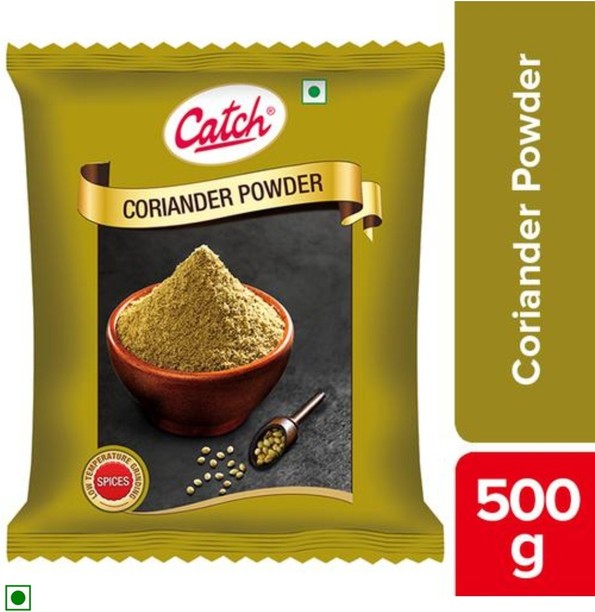 Catch®
CORIANDER POWDER
LOW TEMPERATURE GRINDING
SPICES
Coriander Powder
500
g